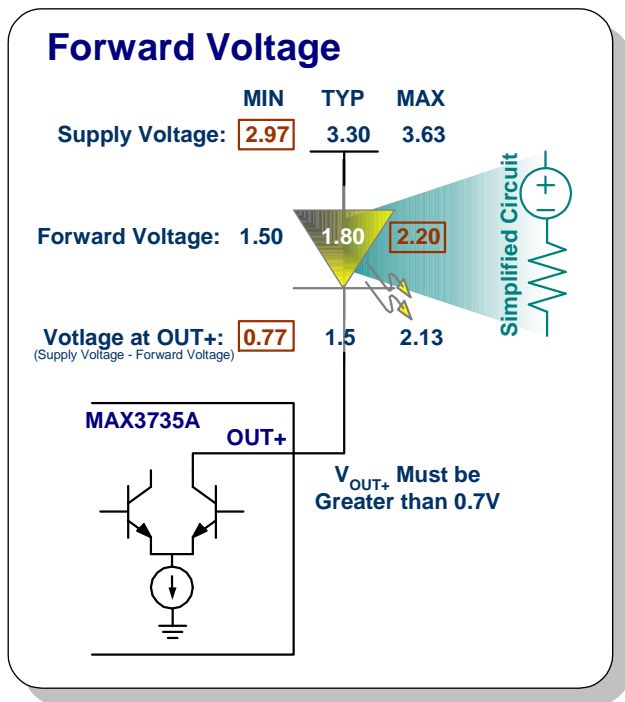 Forward Voltage
MIN TYP MAX
Supply Voltage: 2.97 3.30 3.63
Forward Voltage: 1.50 1.80 2.20
Votlage at OUT+: 0.77 1.5 2.13
(Supply Voltage - Forward Voltage)
Simplified Circuit
MAX3735A
OUT+
VOUT+ Must be
Greater than 0.7V